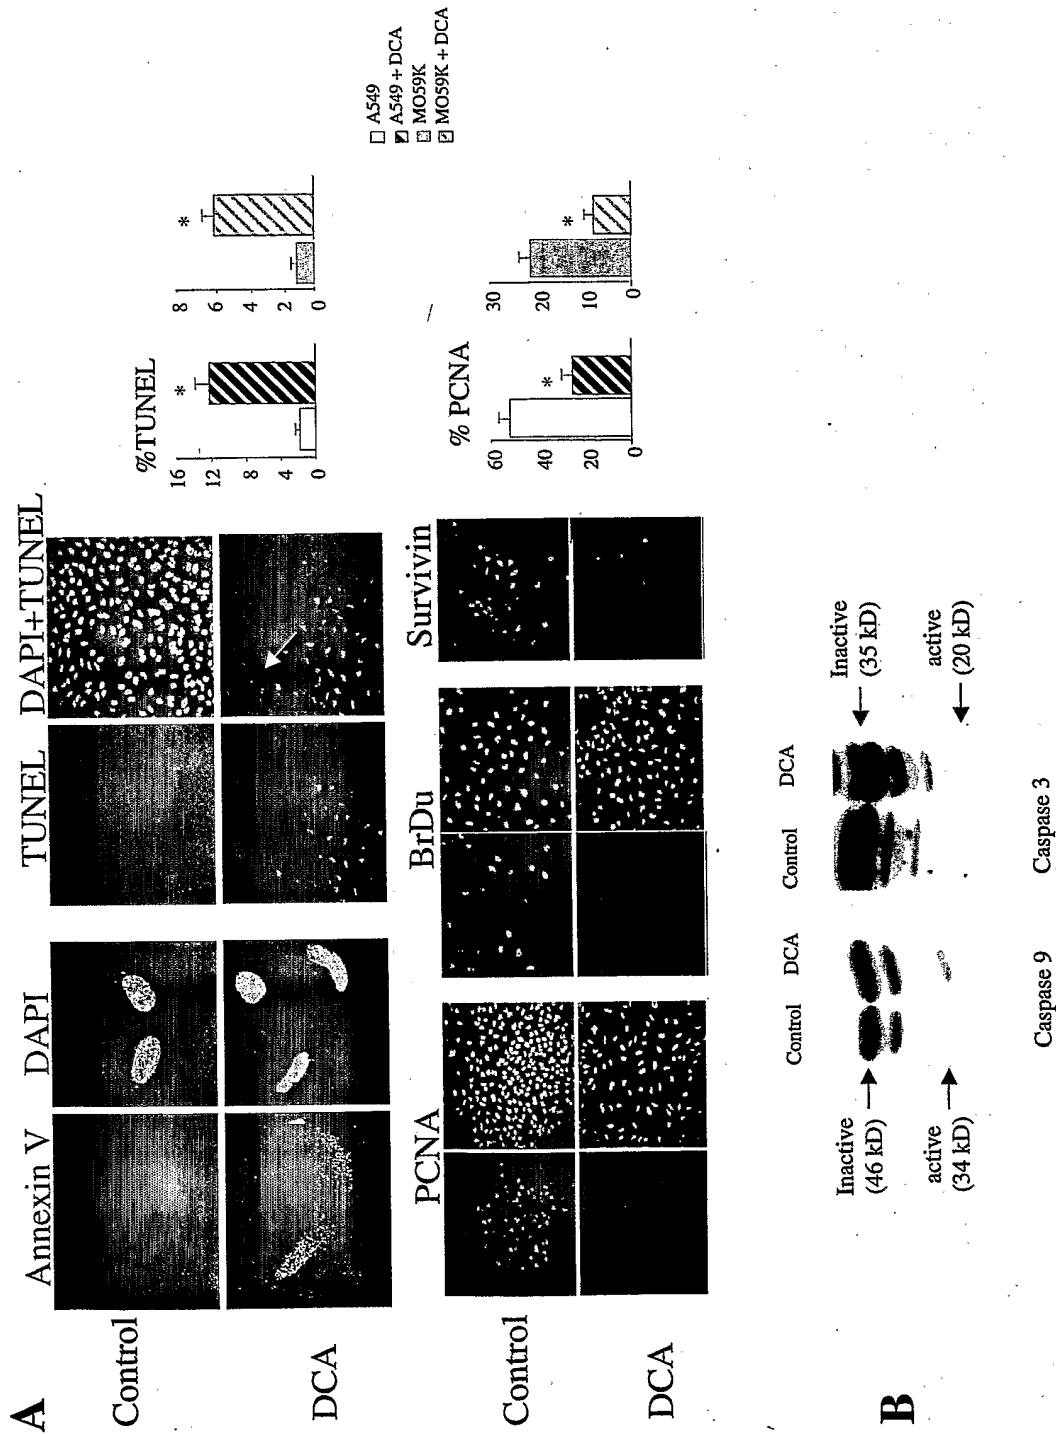 A
Annexin V DAPI
TUNEL DAPI+TUNEL
Control
DCA
%TUNEL
16
12
8
4
0
8
6
4
2
0
PCNA
BrDu
Survivin
Control
DCA
% PCNA
60
40
20
0
30
20
10
0
*
*
*
*
A549
A549 + DCA
MO59K
MO59K + DCA
B
Inactive
(46 kD)
active
(34 kD)
Control DCA
Control DCA
Inactive
(35 kD)
active
(20 kD)
Caspase 9
Caspase 3